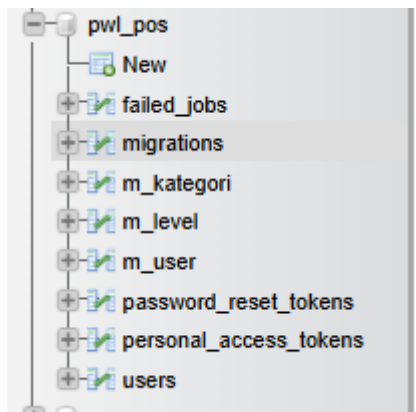 pwl_pos
New
failed_jobs
migrations
m_kategori
m_level
m_user
password_reset_tokens
personal_access_tokens
users